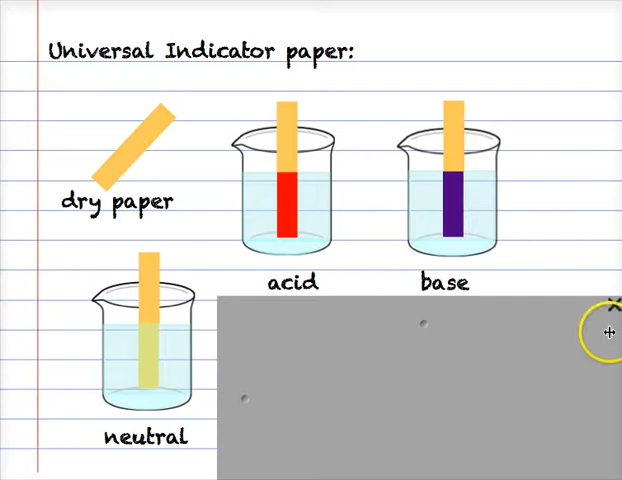 Universal Indicator paper:
dry paper
acid
base
neutral